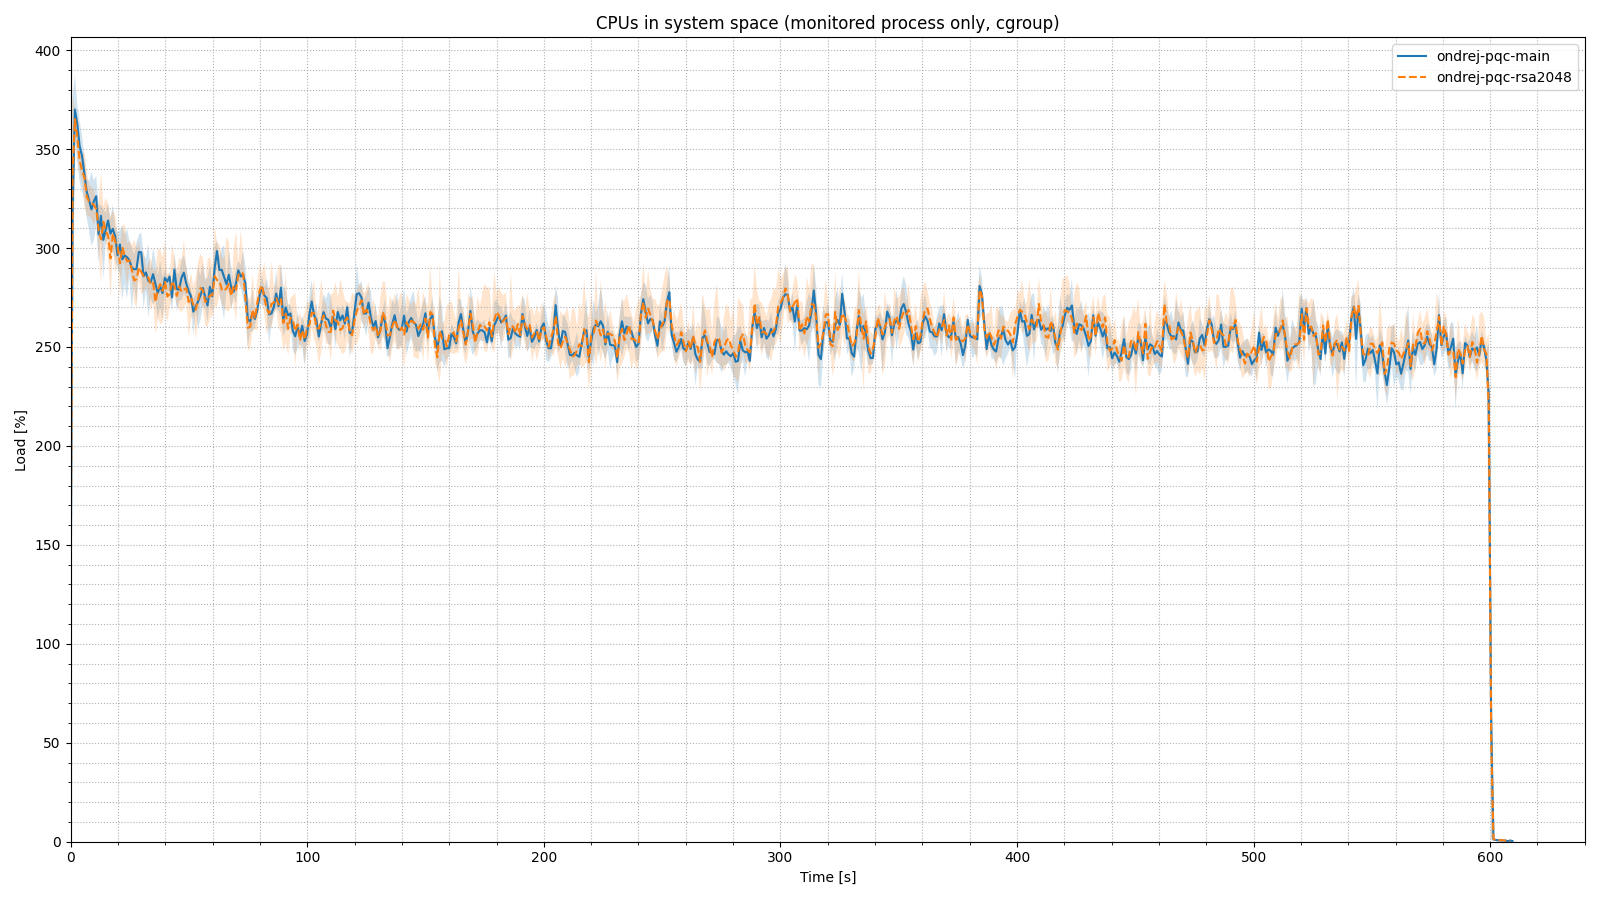 CPUs in system space (monitored process only, cgroup)
ondrej-pqc-main
ondrej-pqc-rsa2048
400
350
300
250
200
150
100
50
0
Load [%]
0 100 200 300 400 500 600
Time [s]